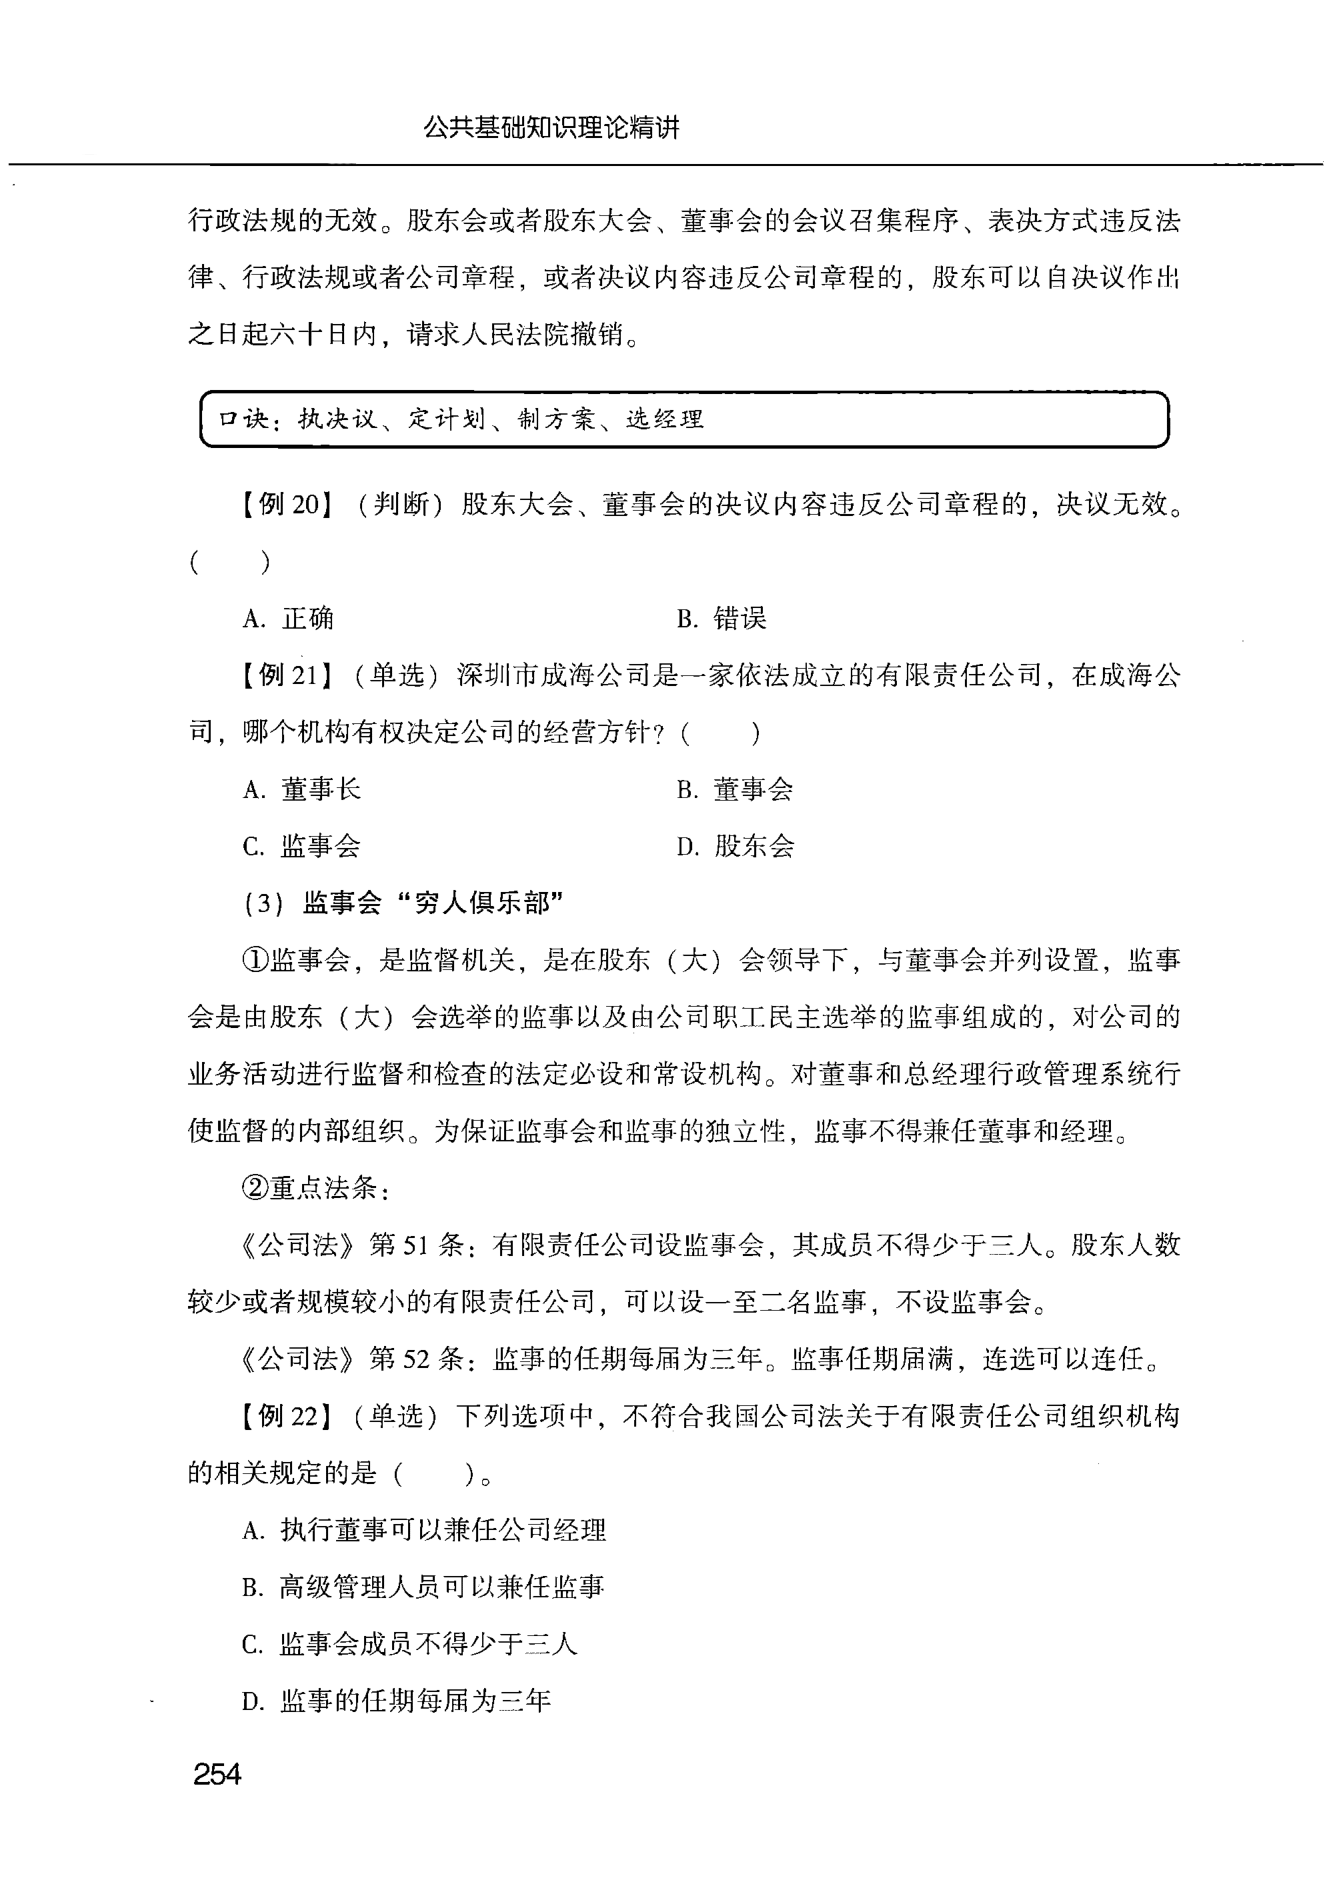 公共基础知识理论精讲
行政法规的无效。股东会或者股东大会、董事会的会议召集程序、表决方式违反法
律、行政法规或者公司章程，或者决议内容违反公司章程的，股东可以自决议作出
之日起六十日内，请求人民法院撤销。
口诀：执决议、定计划、制方案、选经理
【例 20】（判断）股东大会、董事会的决议内容违反公司章程的，决议无效。
（　　）
A. 正确　　B. 错误
【例 21】（单选）深圳市成海公司是一家依法成立的有限责任公司，在成海公
司，哪个机构有权决定公司的经营方针？（　　）
A. 董事长　　B. 董事会
C. 监事会　　D. 股东会
（3）监事会“穷人俱乐部”
①监事会，是监督机关，是在股东（大）会领导下，与董事会并列设置，监事
会是由股东（大）会选举的监事以及由公司职工民主选举的监事组成的，对公司的
业务活动进行监督和检查的法定必设和常设机构。对董事和总经理行政管理系统行
使监督的内部组织。为保证监事会和监事的独立性，监事不得兼任董事和经理。
②重点法条：
《公司法》第 51 条：有限责任公司设监事会，其成员不得少于三人。股东人数
较少或者规模较小的有限责任公司，可以设一至二名监事，不设监事会。
《公司法》第 52 条：监事的任期每届为三年。监事任期届满，连选可以连任。
【例 22】（单选）下列选项中，不符合我国公司法关于有限责任公司组织机构
的相关规定的是（　　）。
A. 执行董事可以兼任公司经理
B. 高级管理人员可以兼任监事
C. 监事会成员不得少于三人
D. 监事的任期每届为三年
254